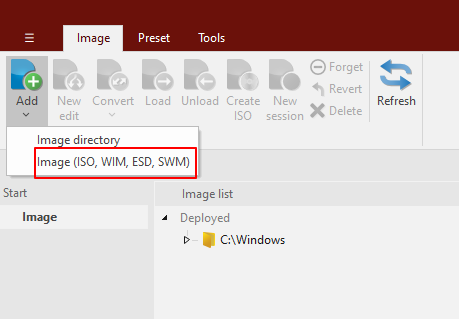 Image Preset Tools
Add New edit Convert Load Unload Create ISO New session Forget Revert Delete Refresh
Image directory
Image (ISO, WIM, ESD, SWM)
Start
Image
Image list
Deployed
C:\Windows